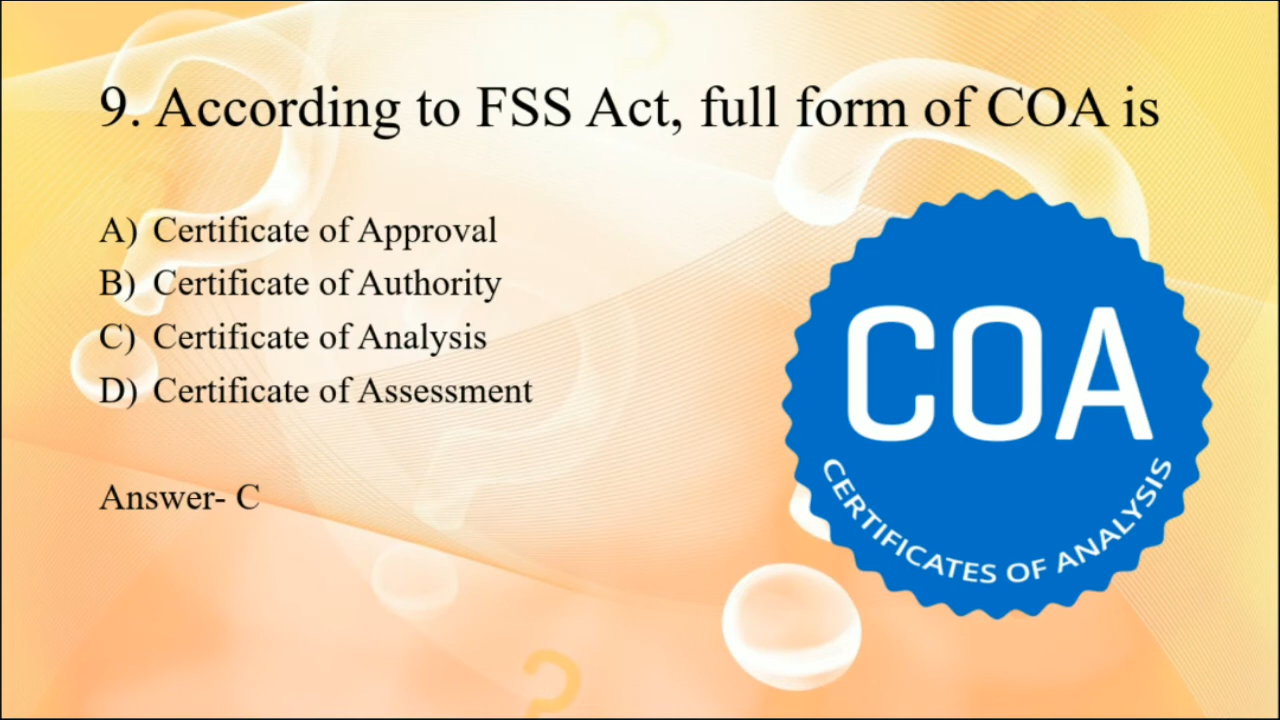 9. According to FSS Act, full form of COA is
A) Certificate of Approval
B) Certificate of Authority
C) Certificate of Analysis
D) Certificate of Assessment
Answer- C
COA
CERTIFICATES OF ANALYSIS